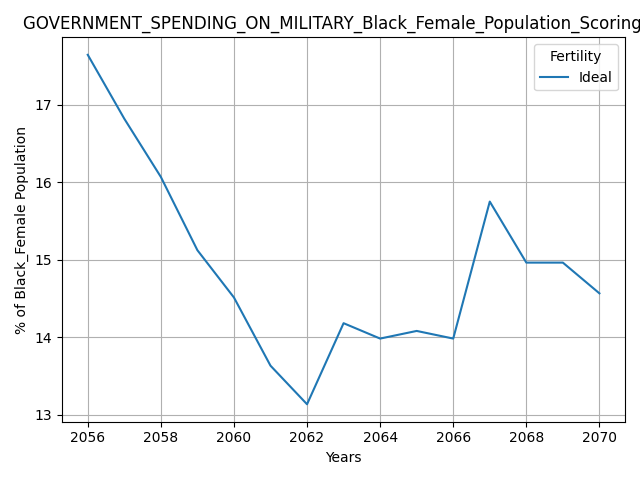 GOVERNMENT_SPENDING_ON_MILITARY_Black_Female_Population_Scoring
Fertility
Ideal
% of Black_Female Population
17
16
15
14
13
2056 2058 2060 2062 2064 2066 2068 2070
Years